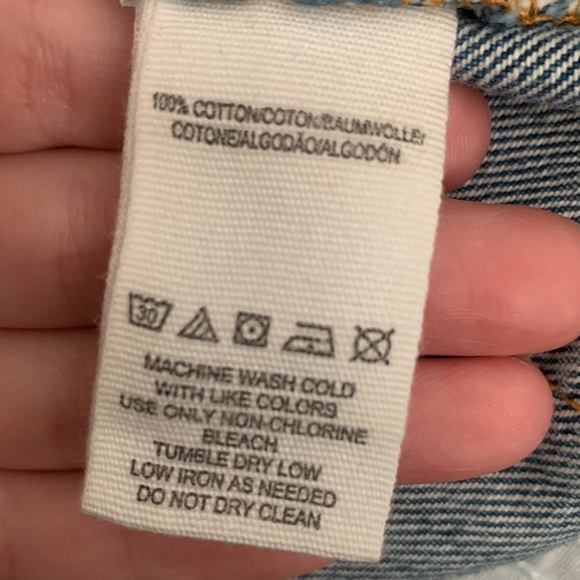 100% COTTON/COTON/BAUMWOLLE/
COTONE/ALGODÃO/ALGODÓN
30
MACHINE WASH COLD
WITH LIKE COLORS
USE ONLY NON-CHLORINE
BLEACH
TUMBLE DRY LOW
LOW IRON AS NEEDED
DO NOT DRY CLEAN